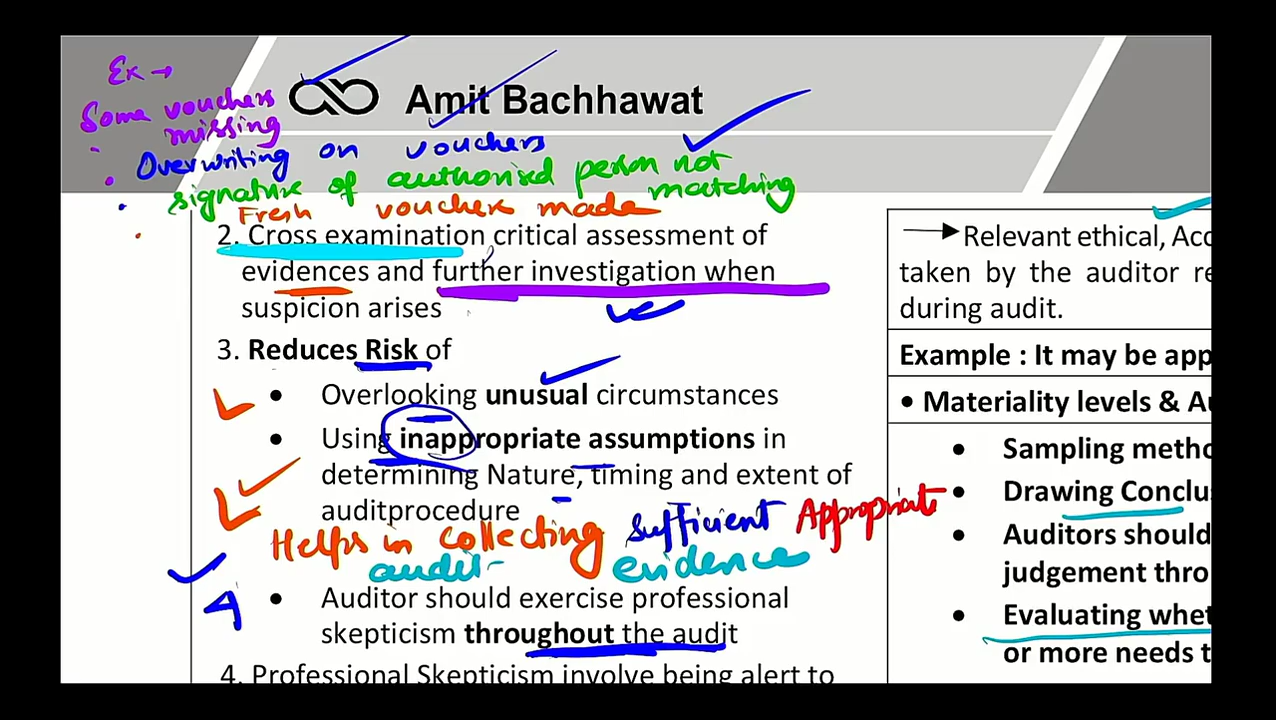 Ex →
Some vouchers
missing
Amit Bachhawat
Overwriting on vouchers
signature of authorised person not
matching
Fresh vouchers made
2. Cross examination critical assessment of
evidences and further investigation when
suspicion arises
3. Reduces Risk of
• Overlooking unusual circumstances
• Using inappropriate assumptions in
determining Nature, timing and extent of
auditprocedure
Helps in collecting sufficient Appropriate
audit evidence
4
• Auditor should exercise professional
skepticism throughout the audit
4. Professional Skepticism involve being alert to
Relevant ethical, Acc
taken by the auditor re
during audit.
Example : It may be app
• Materiality levels & Au
• Sampling metho
• Drawing Conclu
• Auditors should
judgement thro
• Evaluating whet
or more needs t